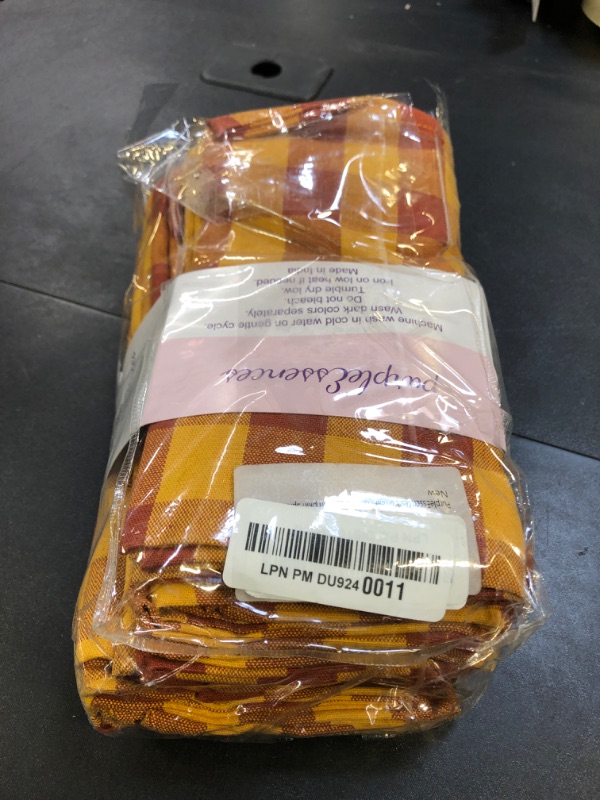 Machine wash in cold water on gentle cycle.
Wash dark colors separately.
Do not bleach.
Tumble dry low.
Iron on low heat if needed
Made in India
purpleEssences
New
LPN PM DU924 0011